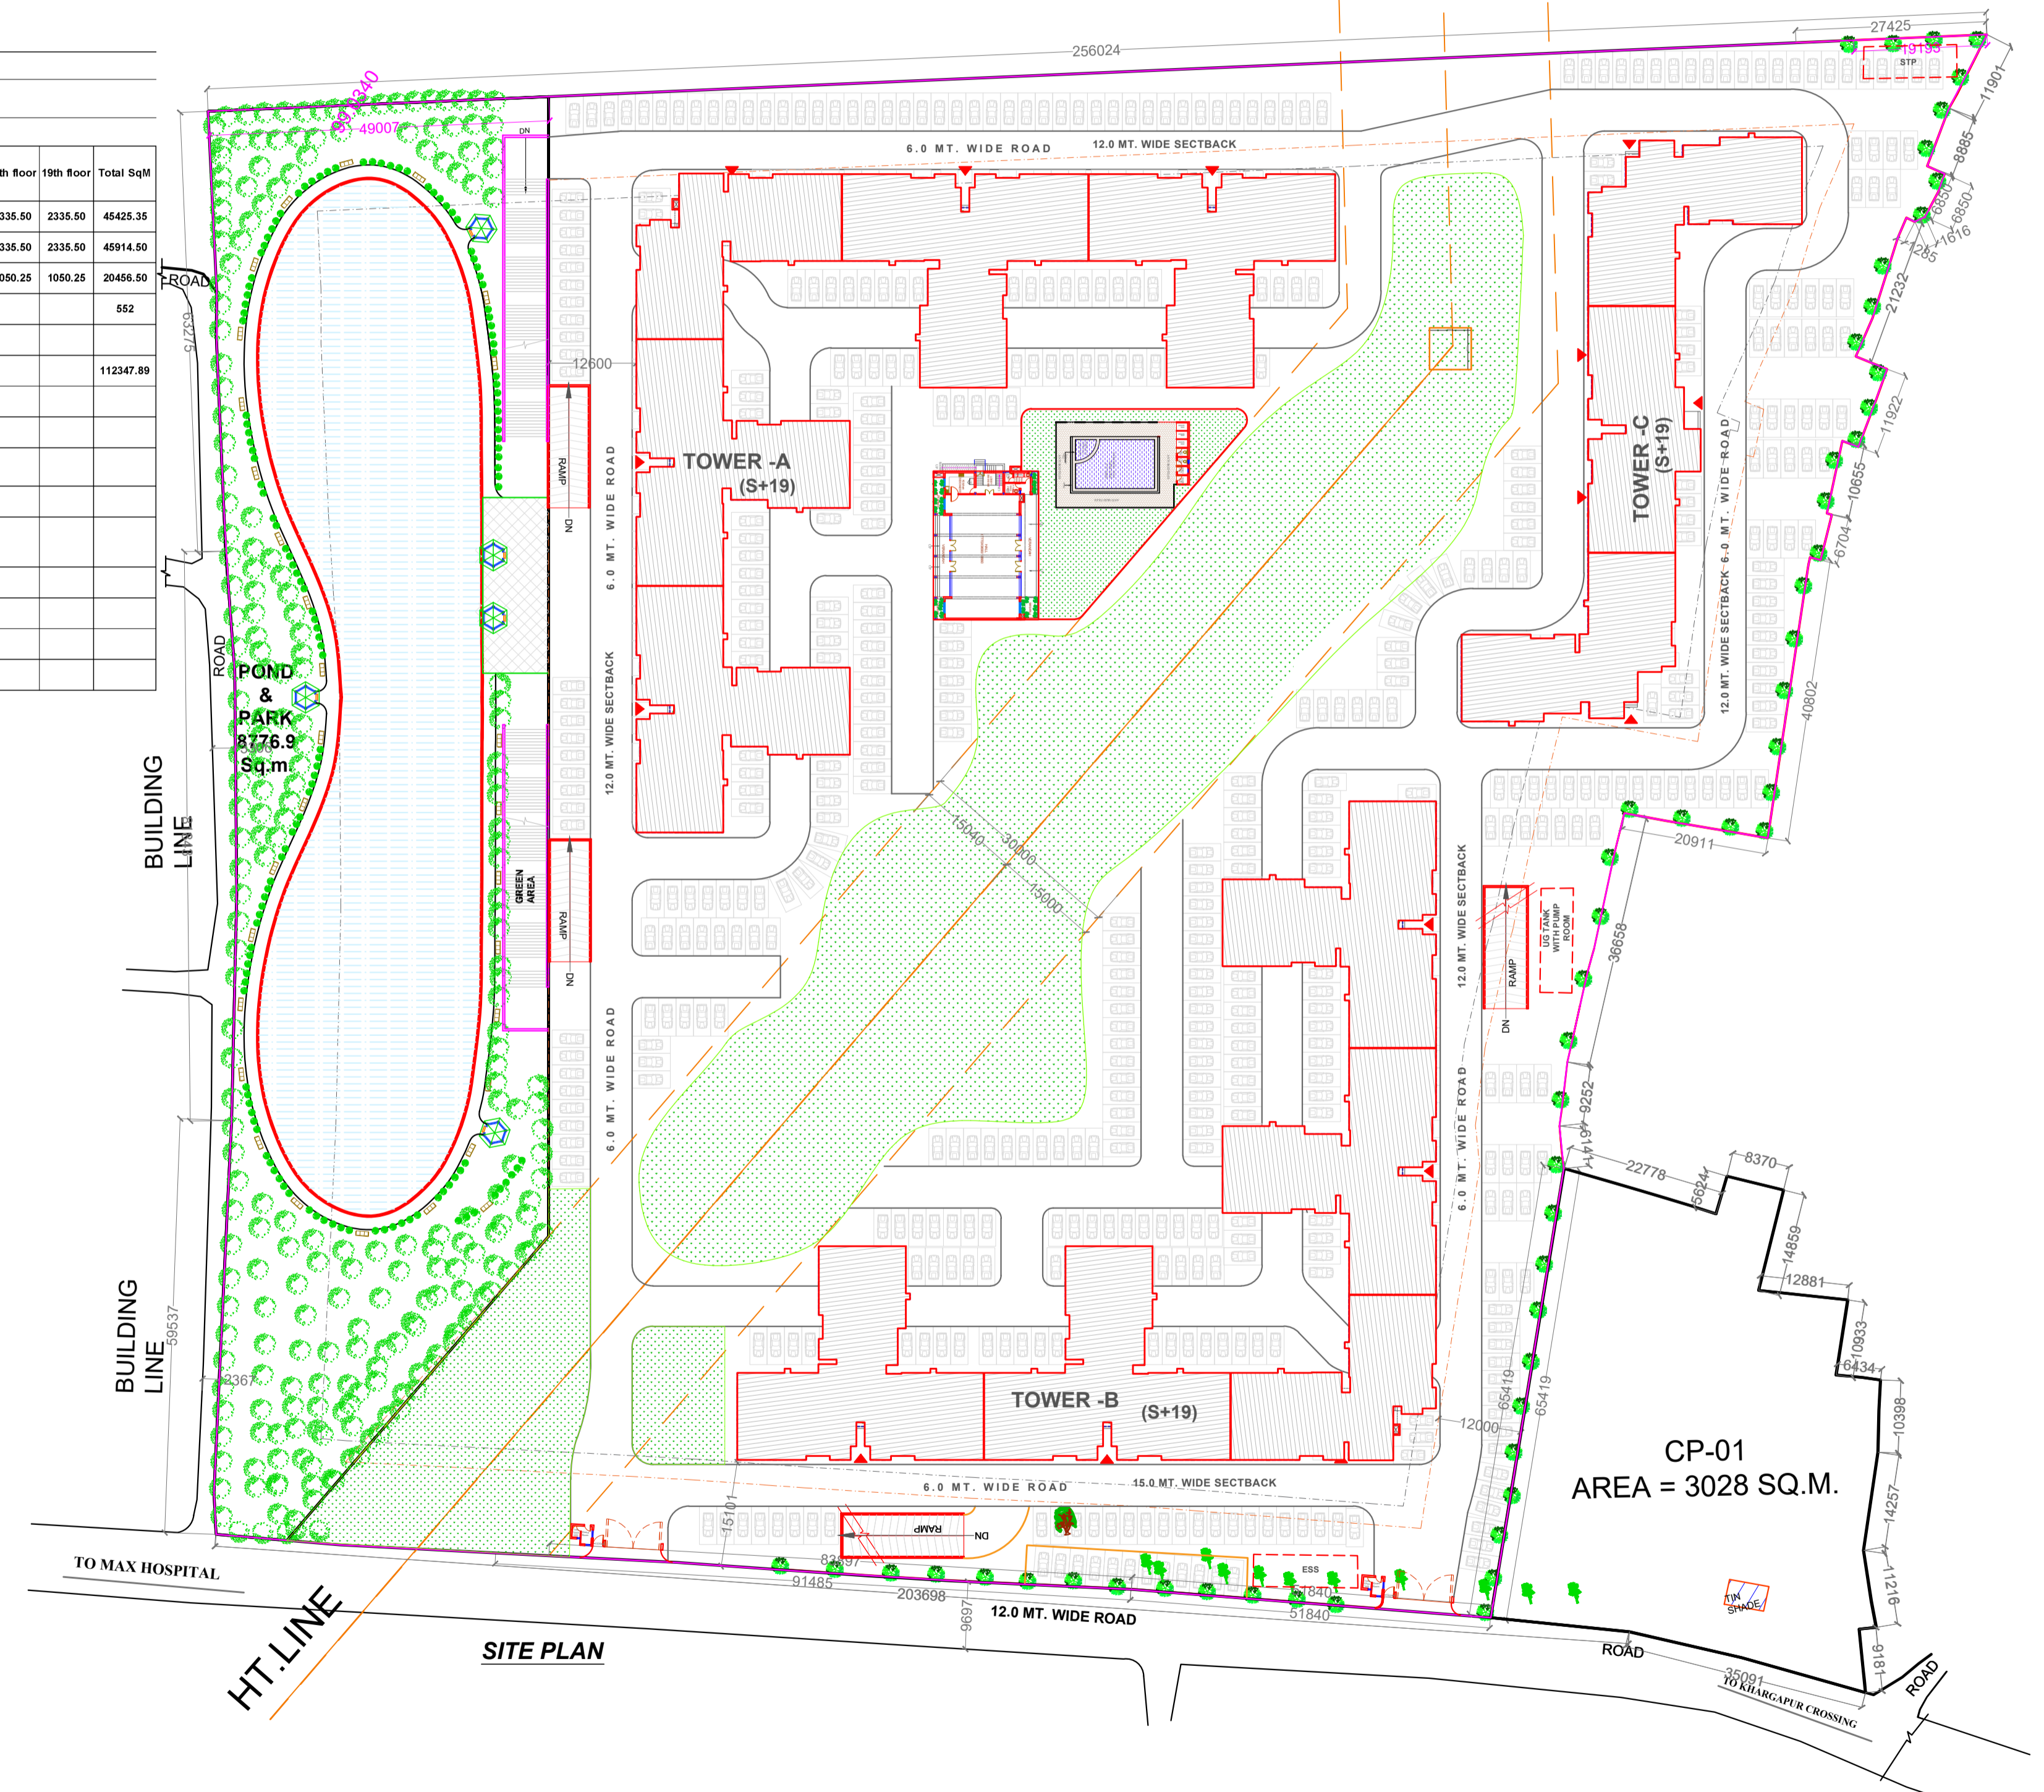 th floor 19th floor Total SqM
335.50 2335.50 45425.35
335.50 2335.50 45914.50
050.25 1050.25 20456.50
552
112347.89
256024
27425
19195
STP
11901
8885
6850
6850
1616
1285
21232
11922
10655
6704
40802
20911
36658
9252
49007
63275
DN
ROAD
6.0 MT. WIDE ROAD
12.0 MT. WIDE SECTBACK
12600
RAMP
DN
6.0 MT. WIDE ROAD
12.0 MT. WIDE SECTBACK
TOWER -A
(S+19)
TOWER -C
(S+19)
12.0 MT. WIDE SECTBACK 6.0 MT. WIDE ROAD
ROAD
POND
&
PARK
8776.9
Sq.m.
BUILDING
LINE
GREEN
AREA
RAMP
DN
6.0 MT. WIDE ROAD
15040
30000
15000
12.0 MT. WIDE SECTBACK
6.0 MT. WIDE ROAD
RAMP
DN
UG TANK
WITH PUMP
ROOM
22778
5624
8370
14859
12881
10933
6434
10398
14257
11216
9181
35091
BUILDING
LINE
59537
2367
TOWER -B
(S+19)
12000
65419
65419
CP-01
AREA = 3028 SQ.M.
6.0 MT. WIDE ROAD
15.0 MT. WIDE SECTBACK
15101
RAMP
DN
ESS
TIN
SHADE
91485
203698
51840
51840
9697
12.0 MT. WIDE ROAD
TO MAX HOSPITAL
HT.LINE
SITE PLAN
ROAD
TO KHARGAPUR CROSSING
ROAD